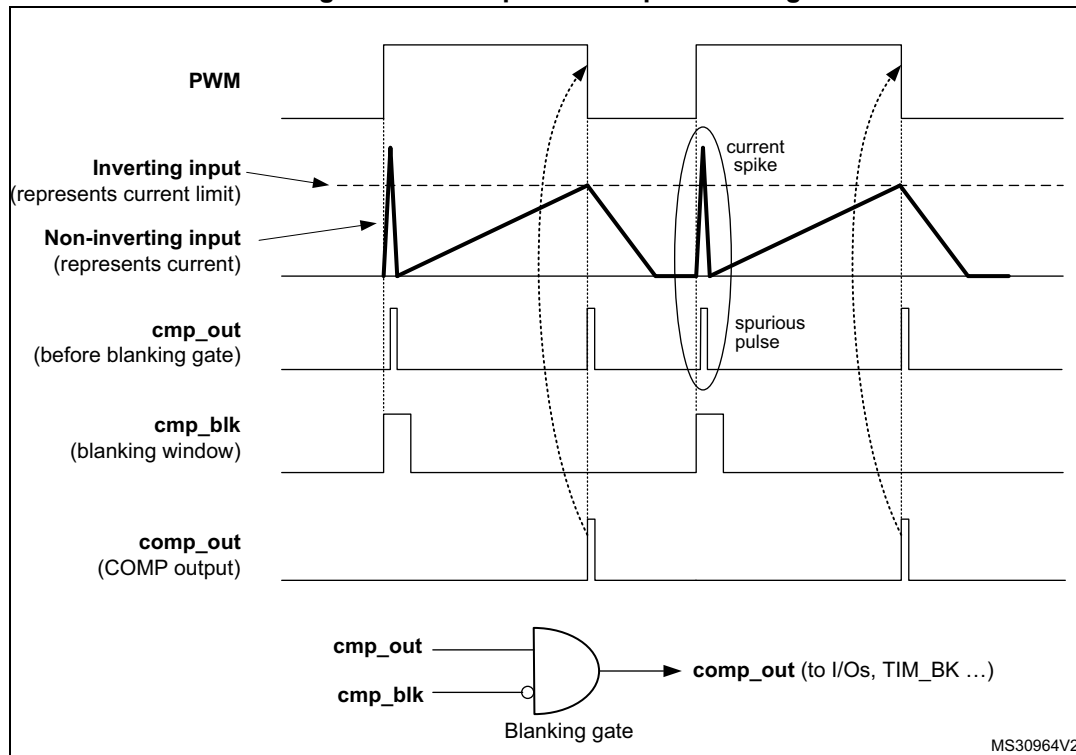 PWM
Inverting input
(represents current limit)
Non-inverting input
(represents current)
current
spike
cmp_out
(before blanking gate)
spurious
pulse
cmp_blk
(blanking window)
comp_out
(COMP output)
cmp_out
cmp_blk
comp_out (to I/Os, TIM_BK …)
Blanking gate
MS30964V2